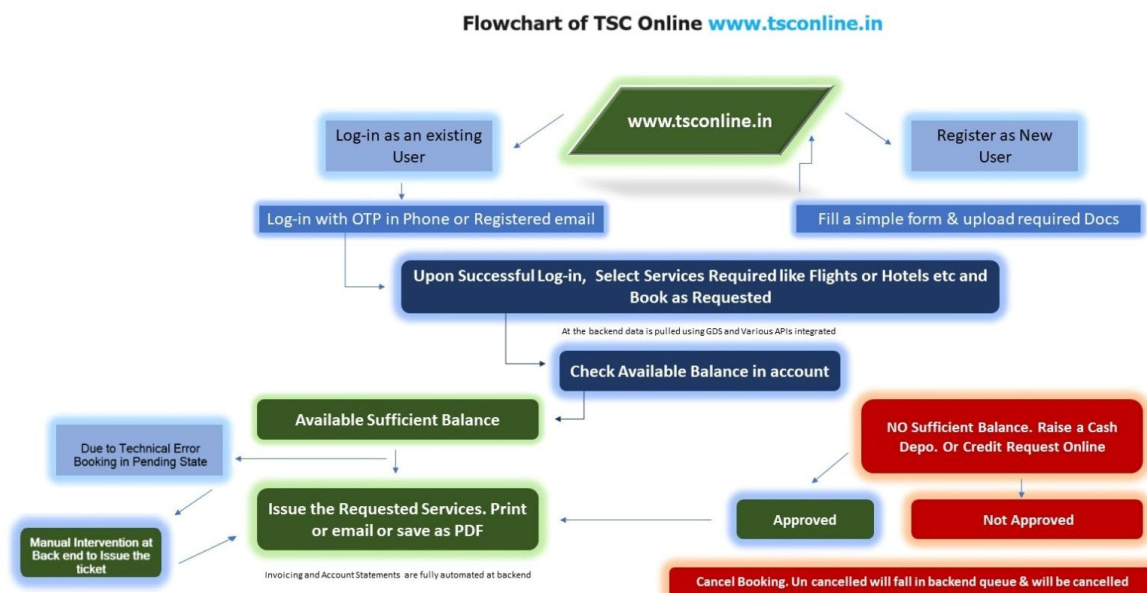 Flowchart of TSC Online www.tsconline.in
www.tsconline.in
Log-in as an existing
User
Register as New
User
Log-in with OTP in Phone or Registered email
Fill a simple form & upload required Docs
Upon Successful Log-in, Select Services Required like Flights or Hotels etc and
Book as Requested
At the backend data is pulled using GDS and Various APIs integrated
Check Available Balance in account
Available Sufficient Balance
NO Sufficient Balance. Raise a Cash
Depo. Or Credit Request Online
Due to Technical Error
Booking in Pending State
Issue the Requested Services. Print
or email or save as PDF
Approved
Not Approved
Manual Intervention at
Back end to Issue the
ticket
Invoicing and Account Statements are fully automated at backend
Cancel Booking. Un cancelled will fall in backend queue & will be cancelled